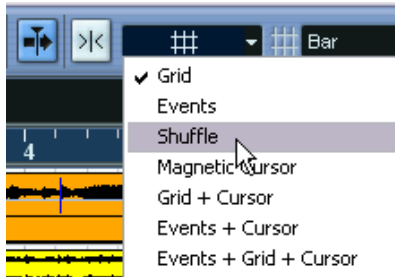 Bar
Grid
Events
Shuffle
4
Magnetic Cursor
Grid + Cursor
Events + Cursor
Events + Grid + Cursor